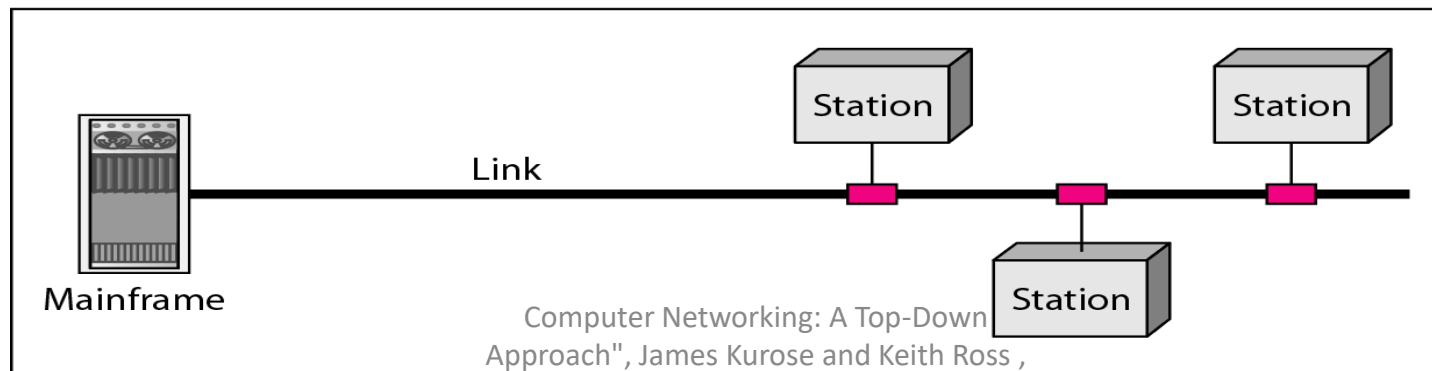 Station
Station
Link
Mainframe
Station
Computer Networking: A Top-Down
Approach", James Kurose and Keith Ross ,